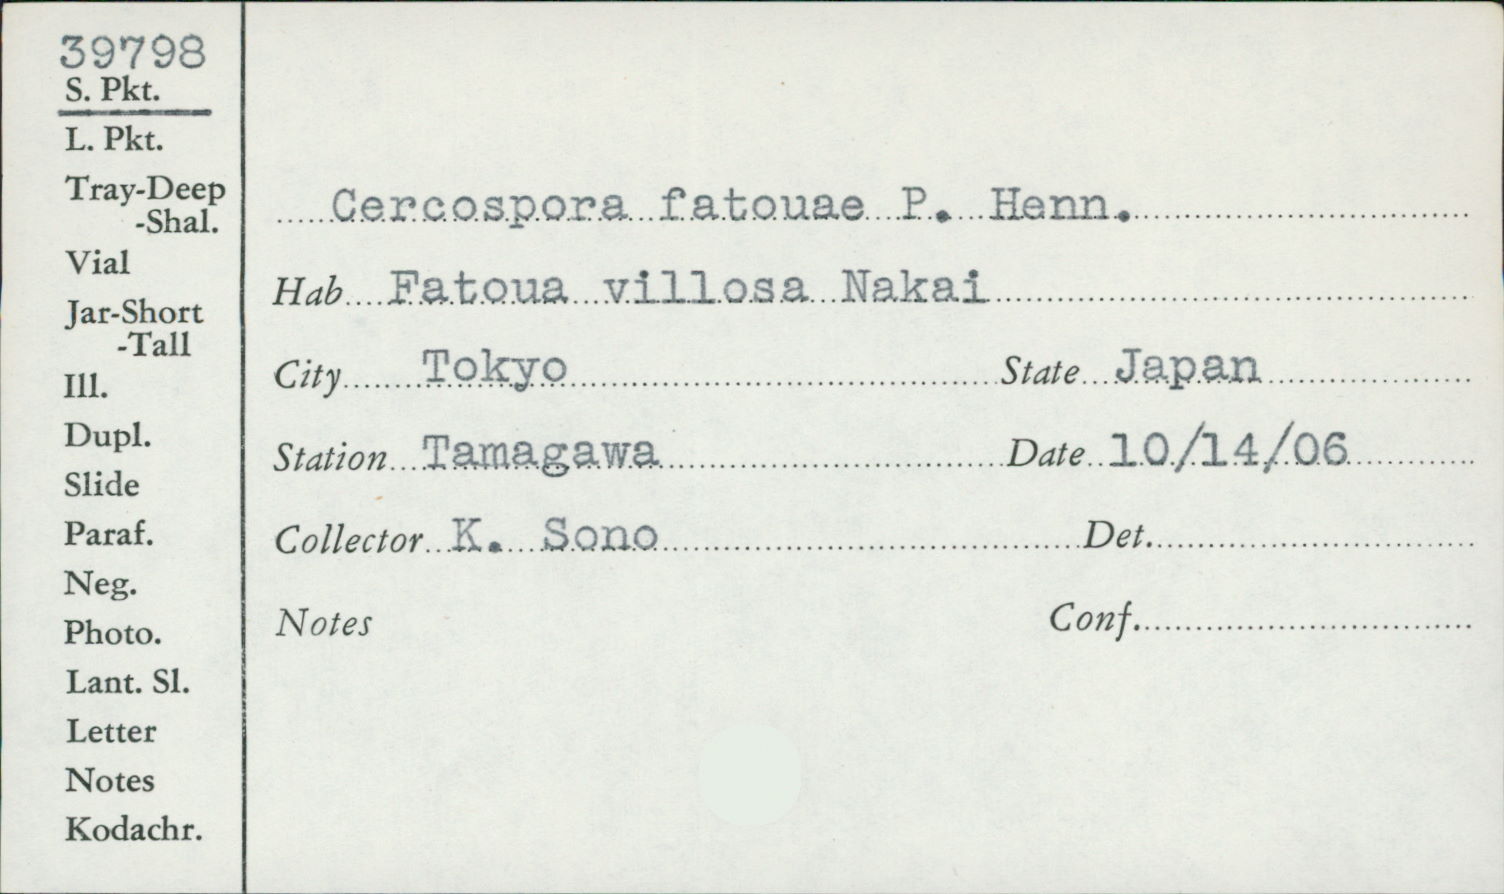 39798
S. Pkt.
L. Pkt.
Tray-Deep
-Shal.
Vial
Jar-Short
-Tall
Ill.
Dupl.
Slide
Paraf.
Neg.
Photo.
Lant. Sl.
Letter
Notes
Kodachr.
Cercospora fatouae P. Henn.
Hab Fatoua villosa Nakai
City Tokyo State Japan
Station Tamagawa Date 10/14/06
Collector K. Sono Det.
Notes Conf.